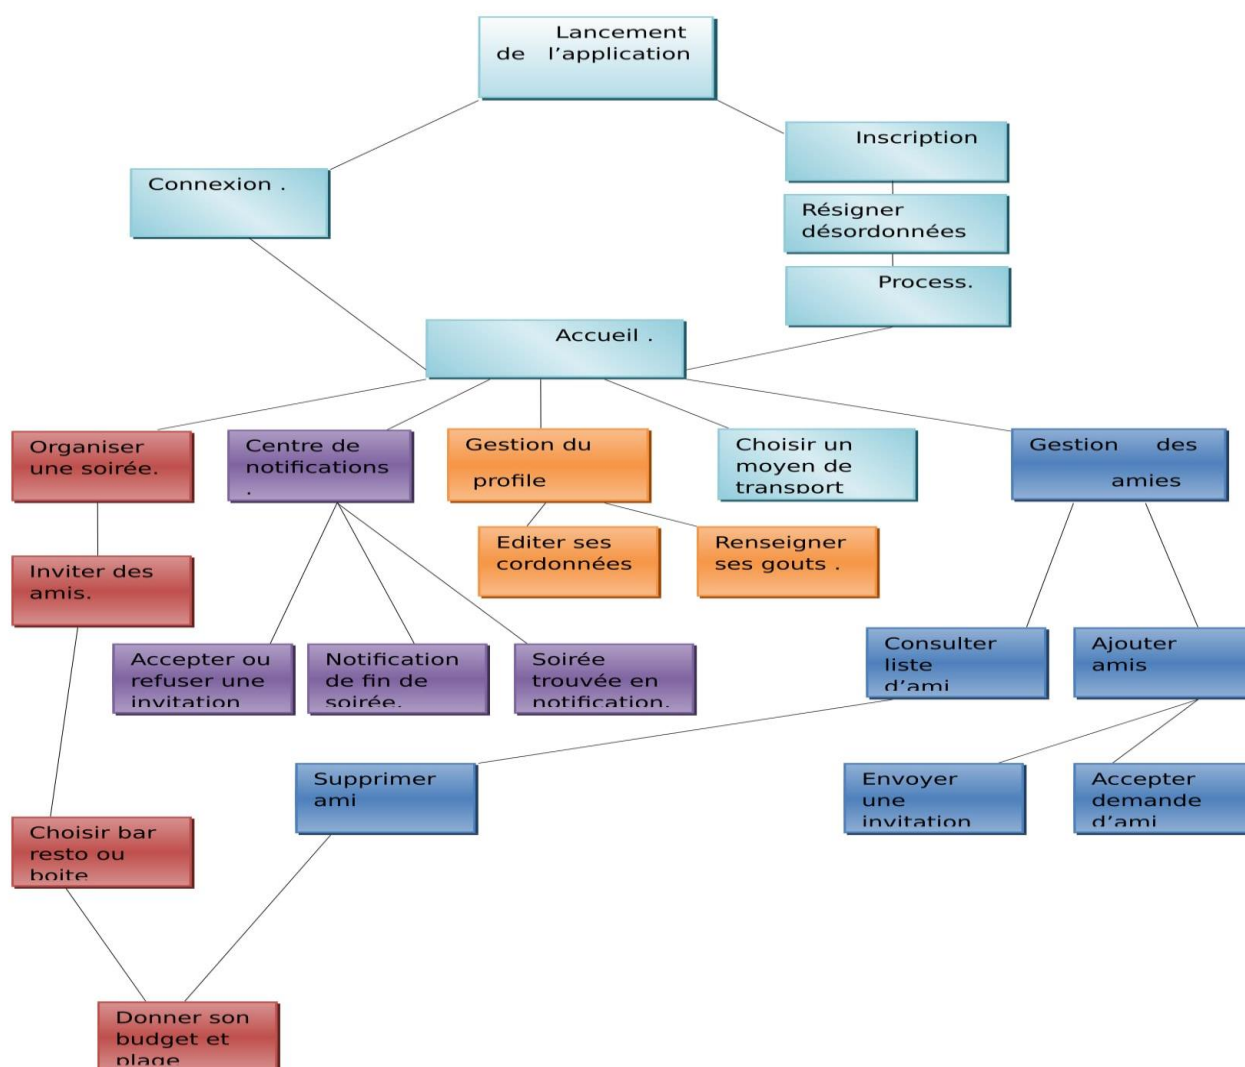 Lancement
de l’application
Inscription
Connexion .
Résigner
désordonnées
Process.
Accueil .
Organiser
une soirée.
Centre de
notifications
.
Gestion du
profile
Choisir un
moyen de
transport
Gestion des
amies
Editer ses
cordonnées
Renseigner
ses gouts .
Inviter des
amis.
Accepter ou
refuser une
invitation
Notification
de fin de
soirée.
Soirée
trouvée en
notification.
Consulter
liste
d’ami
Ajouter
amis
Supprimer
ami
Envoyer
une
invitation
Accepter
demande
d’ami
Choisir bar
resto ou
boite
Donner son
budget et
plage